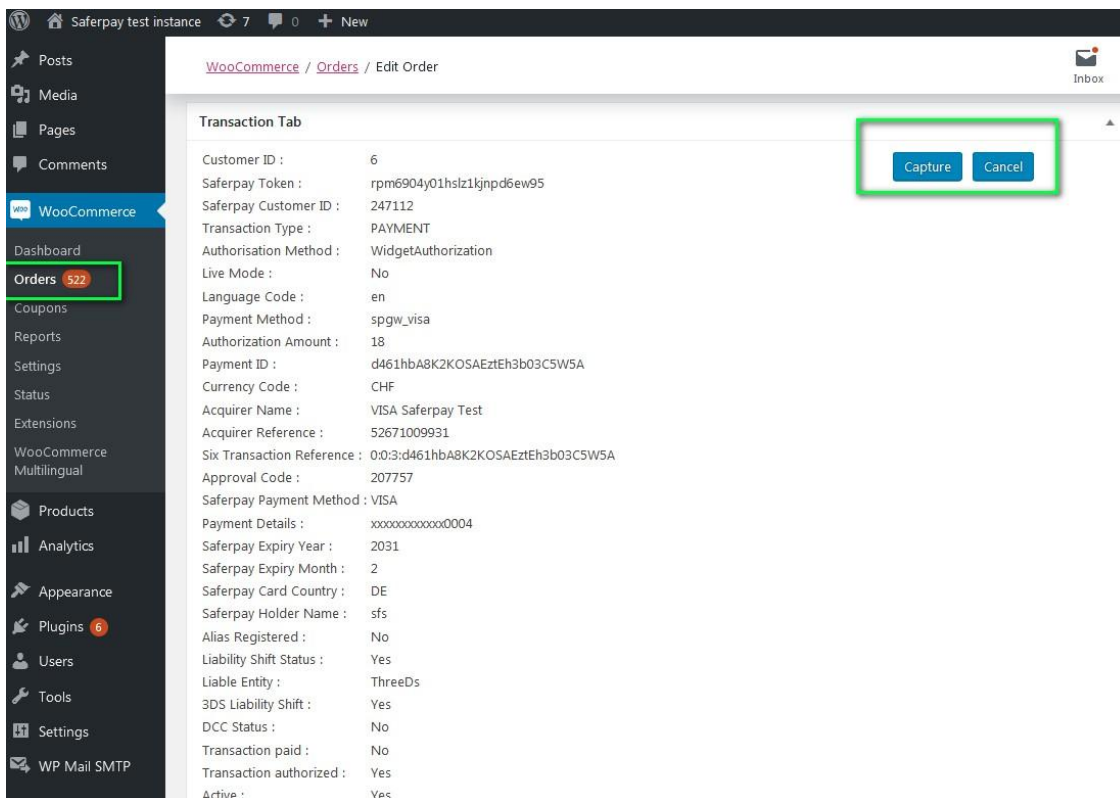 Saferpay test instance 7 0 + New
Posts
Media
Pages
Comments
WOO WooCommerce
Dashboard
Orders 522
Coupons
Reports
Settings
Status
Extensions
WooCommerce
Multilingual
Products
Analytics
Appearance
Plugins 6
Users
Tools
Settings
WP Mail SMTP
WooCommerce / Orders / Edit Order
Inbox
Transaction Tab
Capture Cancel
Customer ID : 6
Saferpay Token : rpm6904y01hslz1kjnpd6ew95
Saferpay Customer ID : 247112
Transaction Type : PAYMENT
Authorisation Method : WidgetAuthorization
Live Mode : No
Language Code : en
Payment Method : spgw_visa
Authorization Amount : 18
Payment ID : d461hbA8K2KOSAEztEh3b03C5W5A
Currency Code : CHF
Acquirer Name : VISA Saferpay Test
Acquirer Reference : 52671009931
Six Transaction Reference : 0:0:3:d461hbA8K2KOSAEztEh3b03C5W5A
Approval Code : 207757
Saferpay Payment Method : VISA
Payment Details : xxxxxxxxxxxx0004
Saferpay Expiry Year : 2031
Saferpay Expiry Month : 2
Saferpay Card Country : DE
Saferpay Holder Name : sfs
Alias Registered : No
Liability Shift Status : Yes
Liable Entity : ThreeDs
3DS Liability Shift : Yes
DCC Status : No
Transaction paid : No
Transaction authorized : Yes
Active : Yes